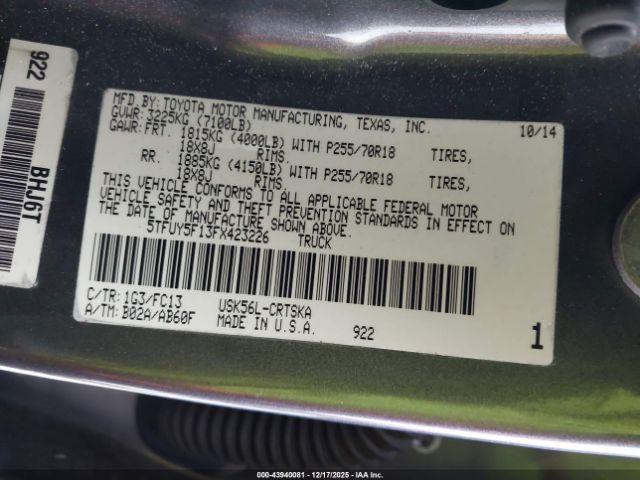 922
BHJ6T
MFD.BY: TOYOTA MOTOR MANUFACTURING, TEXAS, INC. 10/14
GVWR: 3225KG (7100LB)
GAWR: FRT. 1815KG (4000LB) WITH P255/70R18 TIRES,
18X8J RIMS.
RR. 1885KG (4150LB) WITH P255/70R18 TIRES,
18X8J RIMS.
THIS VEHICLE CONFORMS TO ALL APPLICABLE FEDERAL MOTOR
VEHICLE SAFETY AND THEFT PREVENTION STANDARDS IN EFFECT ON
THE DATE OF MANUFACTURE SHOWN ABOVE.
5TFUY5F13FX423226 TRUCK
C/TR: 1G3/FC13 USK56L-CRTSKA
A/TM: B02A/AB60F MADE IN U.S.A. 922 1
000-43940081 - 12/17/2025 - IAA Inc.